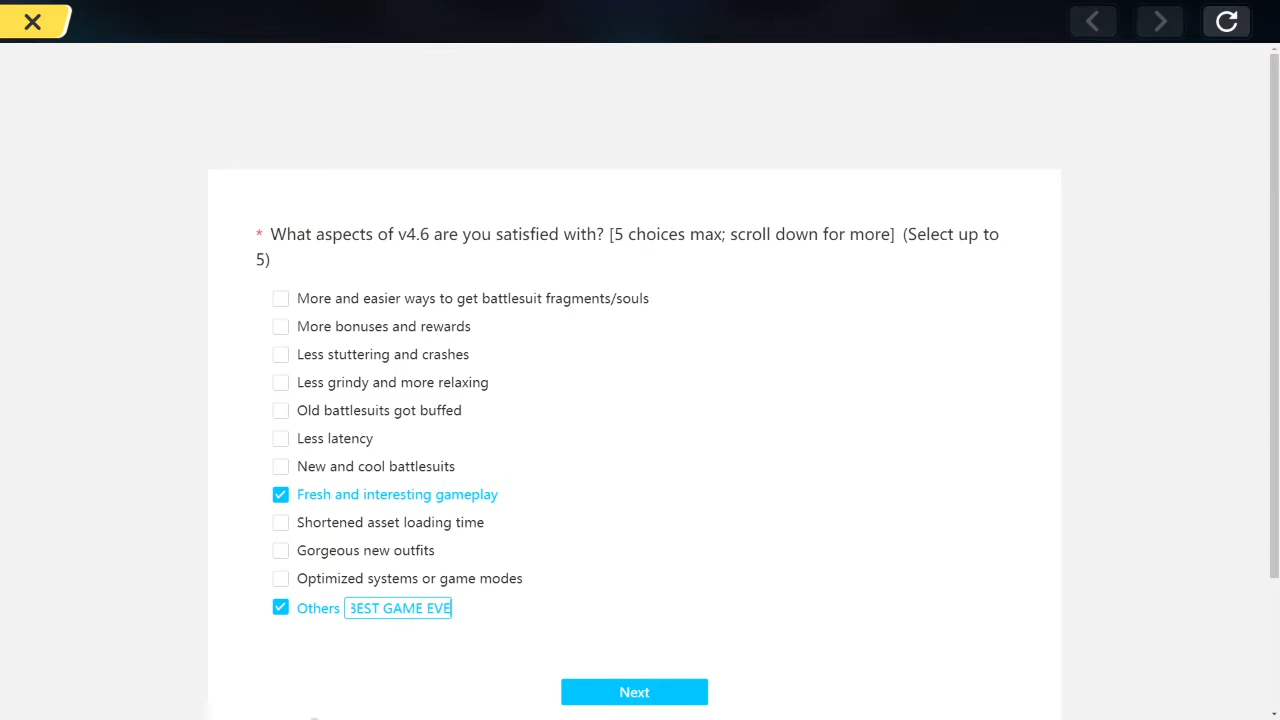 * What aspects of v4.6 are you satisfied with? [5 choices max; scroll down for more] (Select up to
5)
More and easier ways to get battlesuit fragments/souls
More bonuses and rewards
Less stuttering and crashes
Less grindy and more relaxing
Old battlesuits got buffed
Less latency
New and cool battlesuits
Fresh and interesting gameplay
Shortened asset loading time
Gorgeous new outfits
Optimized systems or game modes
Others BEST GAME EVE
Next